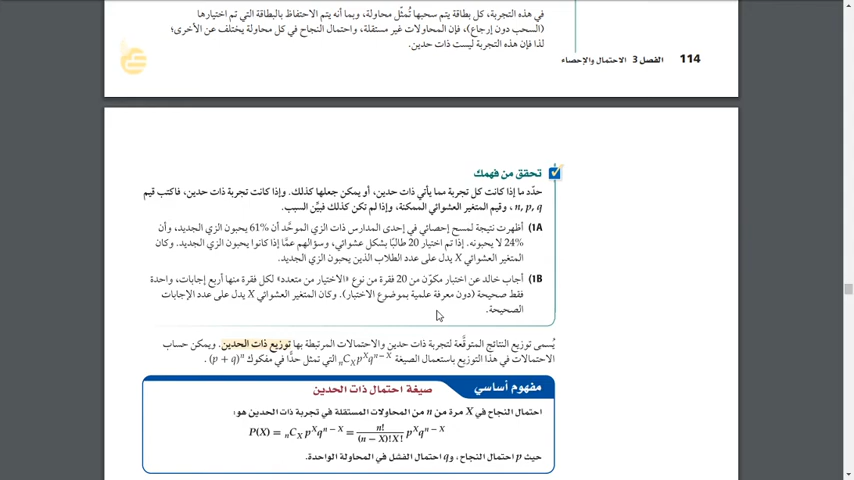 في هذه التجربة، كل بطاقة يتم سحبها تُمثّل محاولة، وبما أنه يتم الاحتفاظ بالبطاقة التي تم اختيارها
(السحب دون إرجاع)، فإن المحاولات غير مستقلة، واحتمال النجاح في كل محاولة يختلف عن الأخرى؛
لذا فإن هذه التجربة ليست ذات حدين.
114 الفصل 3 الاحتمال والإحصاء
تحقق من فهمك
حدّد ما إذا كانت كل تجربة مما يأتي ذات حدين، أو يمكن جعلها كذلك. وإذا كانت تجربة ذات حدين، فاكتب قيم
n, p, q ، وقيم المتغير العشوائي الممكنة، وإذا لم تكن كذلك فبيِّن السبب.
1A) أظهرت نتيجة لمسح إحصائي في إحدى المدارس ذات الزي الموحَّد أن 61% يحبون الزي الجديد، وأن
24% لا يحبونه. إذا تم اختيار 20 طالبًا بشكل عشوائي، وسؤالهم عمَّا إذا كانوا يحبون الزي الجديد. وكان
المتغير العشوائي X يدل على عدد الطلاب الذين يحبون الزي الجديد.
1B) أجاب خالد عن اختبار مكوّن من 20 فقرة من نوع «الاختيار من متعدد» لكل فقرة منها أربع إجابات، واحدة
فقط صحيحة (دون معرفة علمية بموضوع الاختبار). وكان المتغير العشوائي X يدل على عدد الإجابات
الصحيحة.
يُسمى توزيع النتائج المتوقَّعة لتجربة ذات حدين والاحتمالات المرتبطة بها توزيع ذات الحدين. ويمكن حساب
الاحتمالات في هذا التوزيع باستعمال الصيغة ₙCₓ pˣqⁿ⁻ˣ التي تمثل حدًّا في مفكوك (p + q)ⁿ .
مفهوم أساسي صيغة احتمال ذات الحدين
احتمال النجاح في X مرة من n من المحاولات المستقلة في تجربة ذات الحدين هو:
P(X) = ₙCₓ pˣqⁿ⁻ˣ = n! / (n − X)! X! pˣqⁿ⁻ˣ
حيث p احتمال النجاح، وq احتمال الفشل في المحاولة الواحدة.